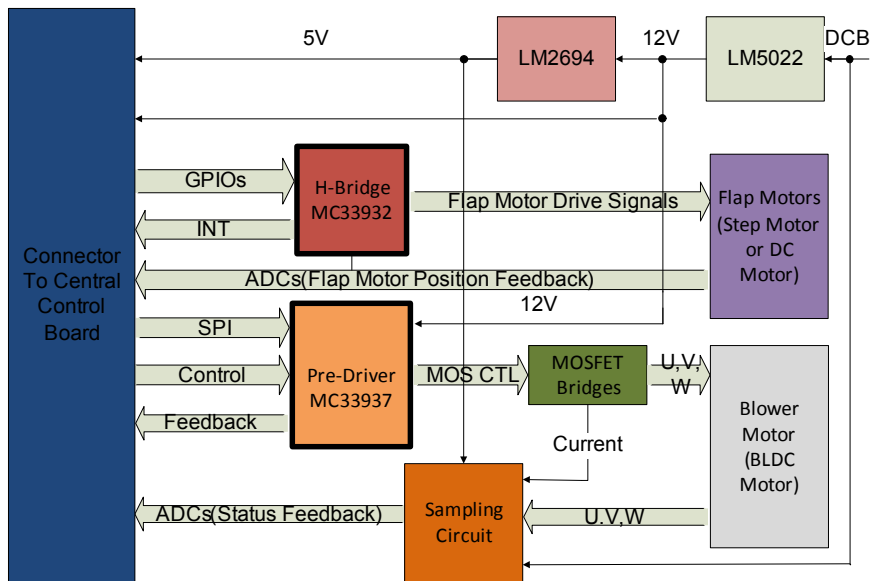 5V
LM2694
12V
LM5022
DCB
GPIOs
H-Bridge
MC33932
Flap Motor Drive Signals
Flap Motors
(Step Motor
or DC
Motor)
INT
Connector
To Central
Control
Board
ADCs(Flap Motor Position Feedback)
12V
SPI
Control
Pre-Driver
MC33937
MOS CTL
MOSFET
Bridges
U,V,
W
Feedback
Current
Blower
Motor
(BLDC
Motor)
ADCs(Status Feedback)
Sampling
Circuit
U.V,W